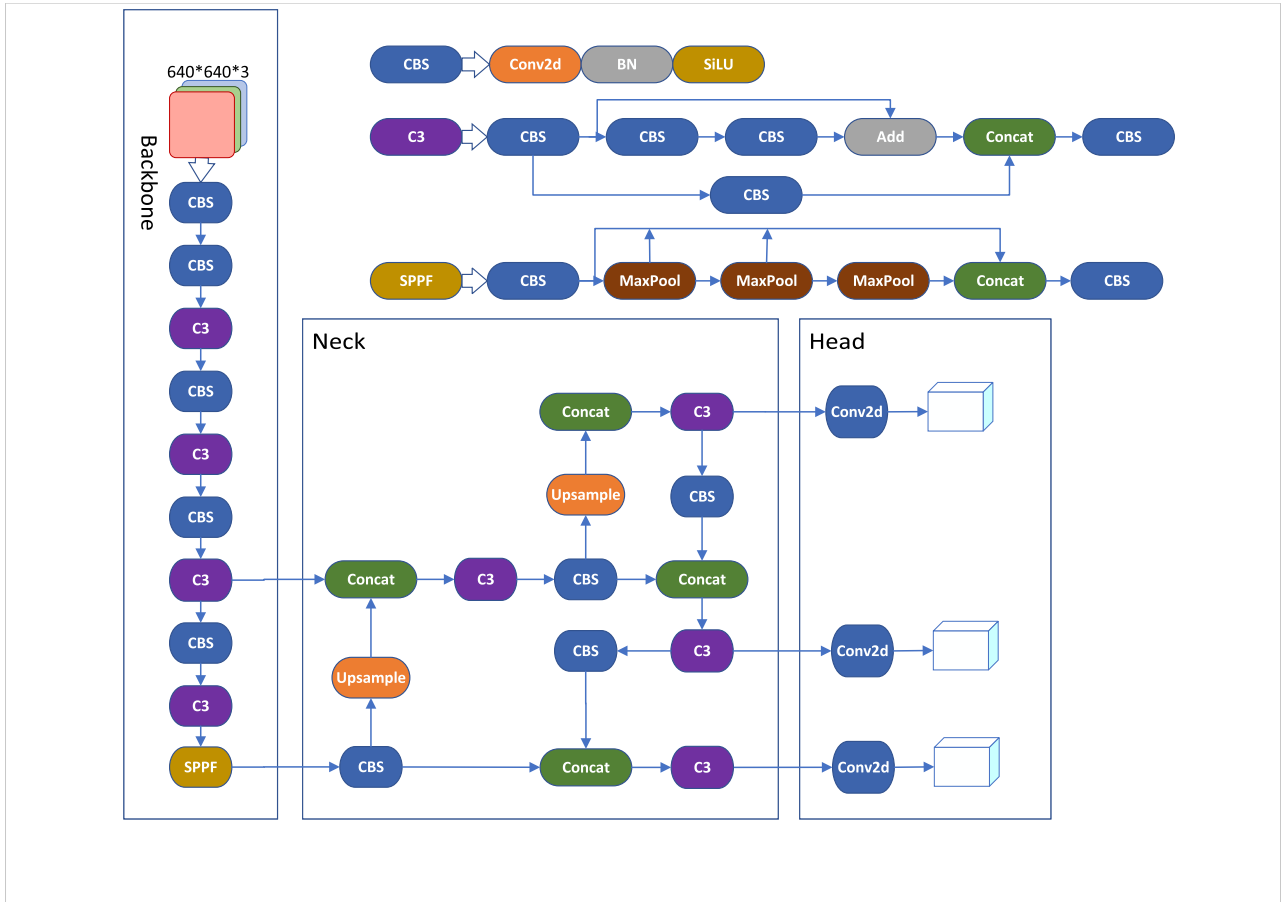 640*640*3
Backbone
CBS
CBS
C3
CBS
C3
CBS
C3
CBS
C3
SPPF
CBS Conv2d BN SiLU
C3 CBS CBS CBS Add Concat CBS
CBS
SPPF CBS MaxPool MaxPool MaxPool Concat CBS
Neck
Concat C3
Upsample CBS
Concat C3 CBS Concat
CBS C3
Upsample
CBS Concat C3
Head
Conv2d
Conv2d
Conv2d